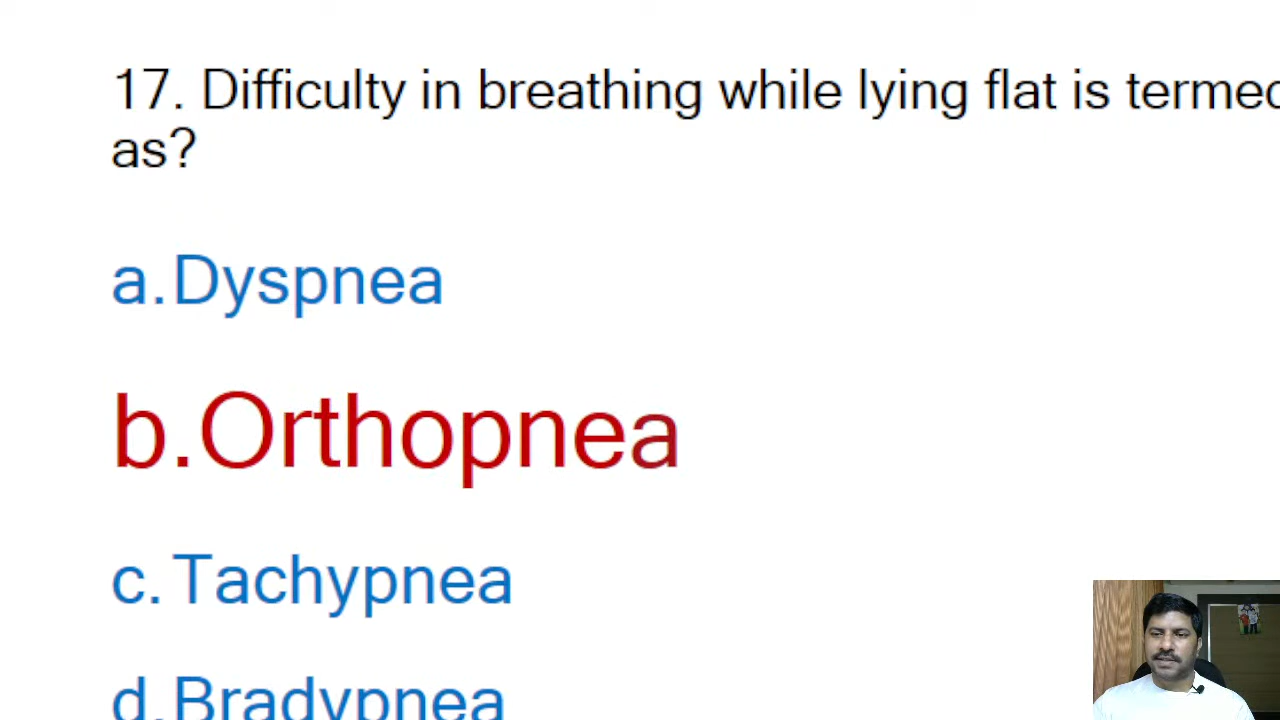 17. Difficulty in breathing while lying flat is termed
as?
a. Dyspnea
b. Orthopnea
c. Tachypnea
d. Bradypnea